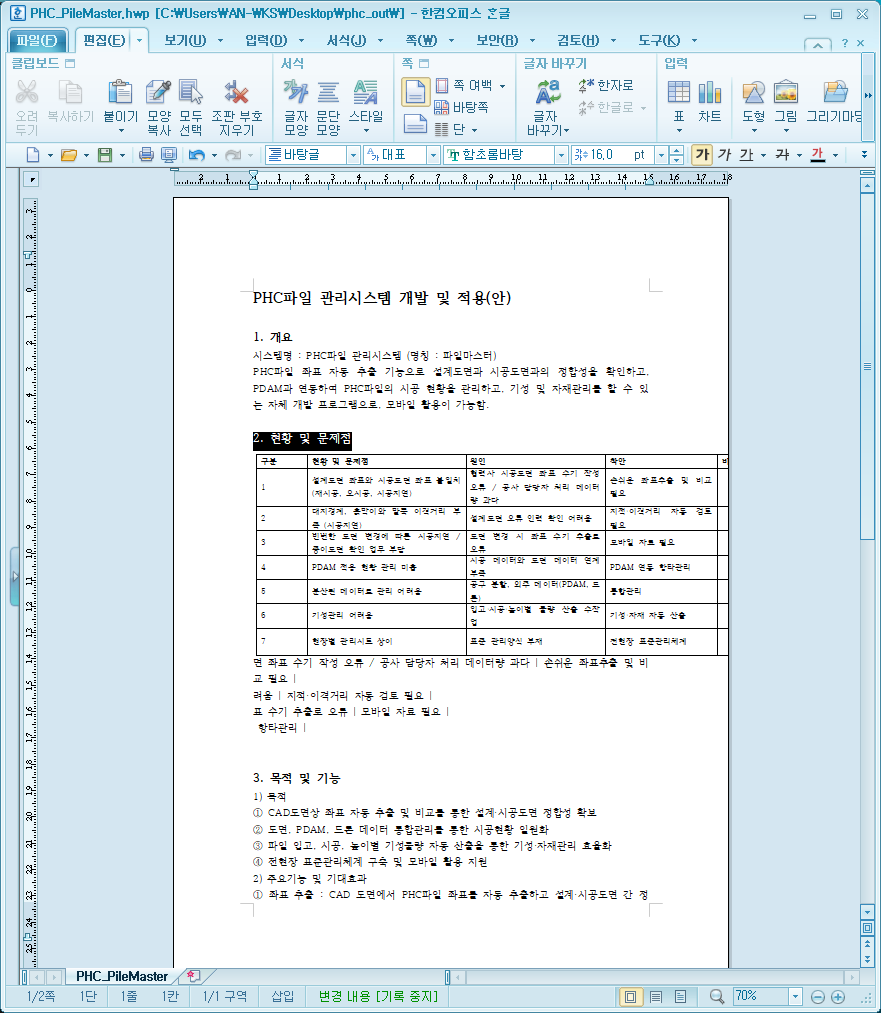 PHC_PileMaster.hwp [C:₩Users₩AN-₩KS₩Desktop₩phc_out₩] - 한컴오피스 흔글
파일(F) 편집(E) 보기(U) 입력(D) 서식(J) 쪽(W) 보안(R) 검토(H) 도구(K)
클립보드 서식 쪽 글자 바꾸기 입력
오려 두기 복사하기 붙이기 모양 복사 모두 선택 조판 부호 지우기 글자 모양 문단 모양 스타일 쪽 여백 바탕쪽 단 글자 바꾸기 한자로 한글로 표 차트 도형 그림 그리기마당
바탕글 대표 함초롬바탕 16,0 pt 가 가 가 가 가
PHC파일 관리시스템 개발 및 적용(안)
1. 개요
시스템명 : PHC파일 관리시스템 (명칭 : 파일마스터)
PHC파일 좌표 자동 추출 기능으로 설계도면과 시공도면과의 정합성을 확인하고,
PDAM과 연동하여 PHC파일의 시공 현황을 관리하고, 기성 및 자재관리를 할 수 있
는 자체 개발 프로그램으로, 모바일 활용이 가능함.
2. 현황 및 문제점
구분 현황 및 문제점 원인 착안
1 설계도면 좌표와 시공도면 좌표 불일치 (재시공, 오시공, 시공지연) 협력사 시공도면 좌표 수기 작성 오류 / 공사 담당자 처리 데이터량 과다 손쉬운 좌표추출 및 비교 필요
2 대지경계, 흙막이와 말뚝 이격거리 부족 (시공지연) 설계도면 오류 인력 확인 어려움 지적·이격거리 자동 검토 필요
3 빈번한 도면 변경에 따른 시공지연 / 종이도면 확인 업무 부담 도면 변경 시 좌표 수기 추출로 오류 모바일 자료 필요
4 PDAM 전용 현황 관리 미흡 시공 데이터와 도면 데이터 연계 부족 PDAM 연동 항타관리
5 분산된 데이터로 관리 어려움 공구 분할, 외주 데이터(PDAM, 드론) 통합관리
6 기성관리 어려움 입고·시공·높이별 물량 산출 수작업 기성·자재 자동 산출
7 현장별 관리시트 상이 표준 관리양식 부재 전현장 표준관리체계
면 좌표 수기 작성 오류 / 공사 담당자 처리 데이터량 과다 | 손쉬운 좌표추출 및 비
교 필요 |
려움 | 지적·이격거리 자동 검토 필요 |
표 수기 추출로 오류 | 모바일 자료 필요 |
항타관리 |
3. 목적 및 기능
1) 목적
① CAD도면상 좌표 자동 추출 및 비교를 통한 설계·시공도면 정합성 확보
② 도면, PDAM, 드론 데이터 통합관리를 통한 시공현황 일원화
③ 파일 입고, 시공, 높이별 기성물량 자동 산출을 통한 기성·자재관리 효율화
④ 전현장 표준관리체계 구축 및 모바일 활용 지원
2) 주요기능 및 기대효과
① 좌표 추출 : CAD 도면에서 PHC파일 좌표를 자동 추출하고 설계·시공도면 간 정
PHC_PileMaster
1/2쪽 1단 1줄 1칸 1/1 구역 삽입 변경 내용 [기록 중지] 70%